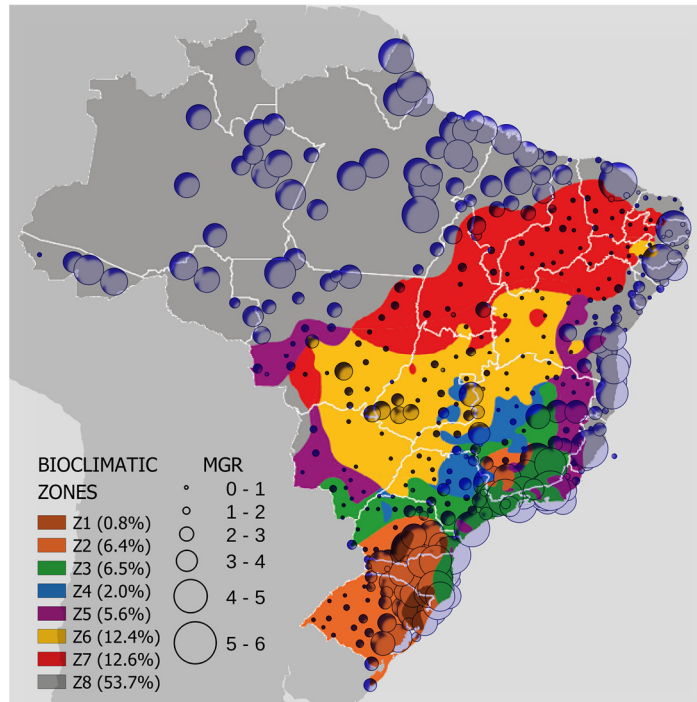 BIOCLIMATIC
ZONES
Z1 (0.8%)
Z2 (6.4%)
Z3 (6.5%)
Z4 (2.0%)
Z5 (5.6%)
Z6 (12.4%)
Z7 (12.6%)
Z8 (53.7%)
MGR
0 - 1
1 - 2
2 - 3
3 - 4
4 - 5
5 - 6